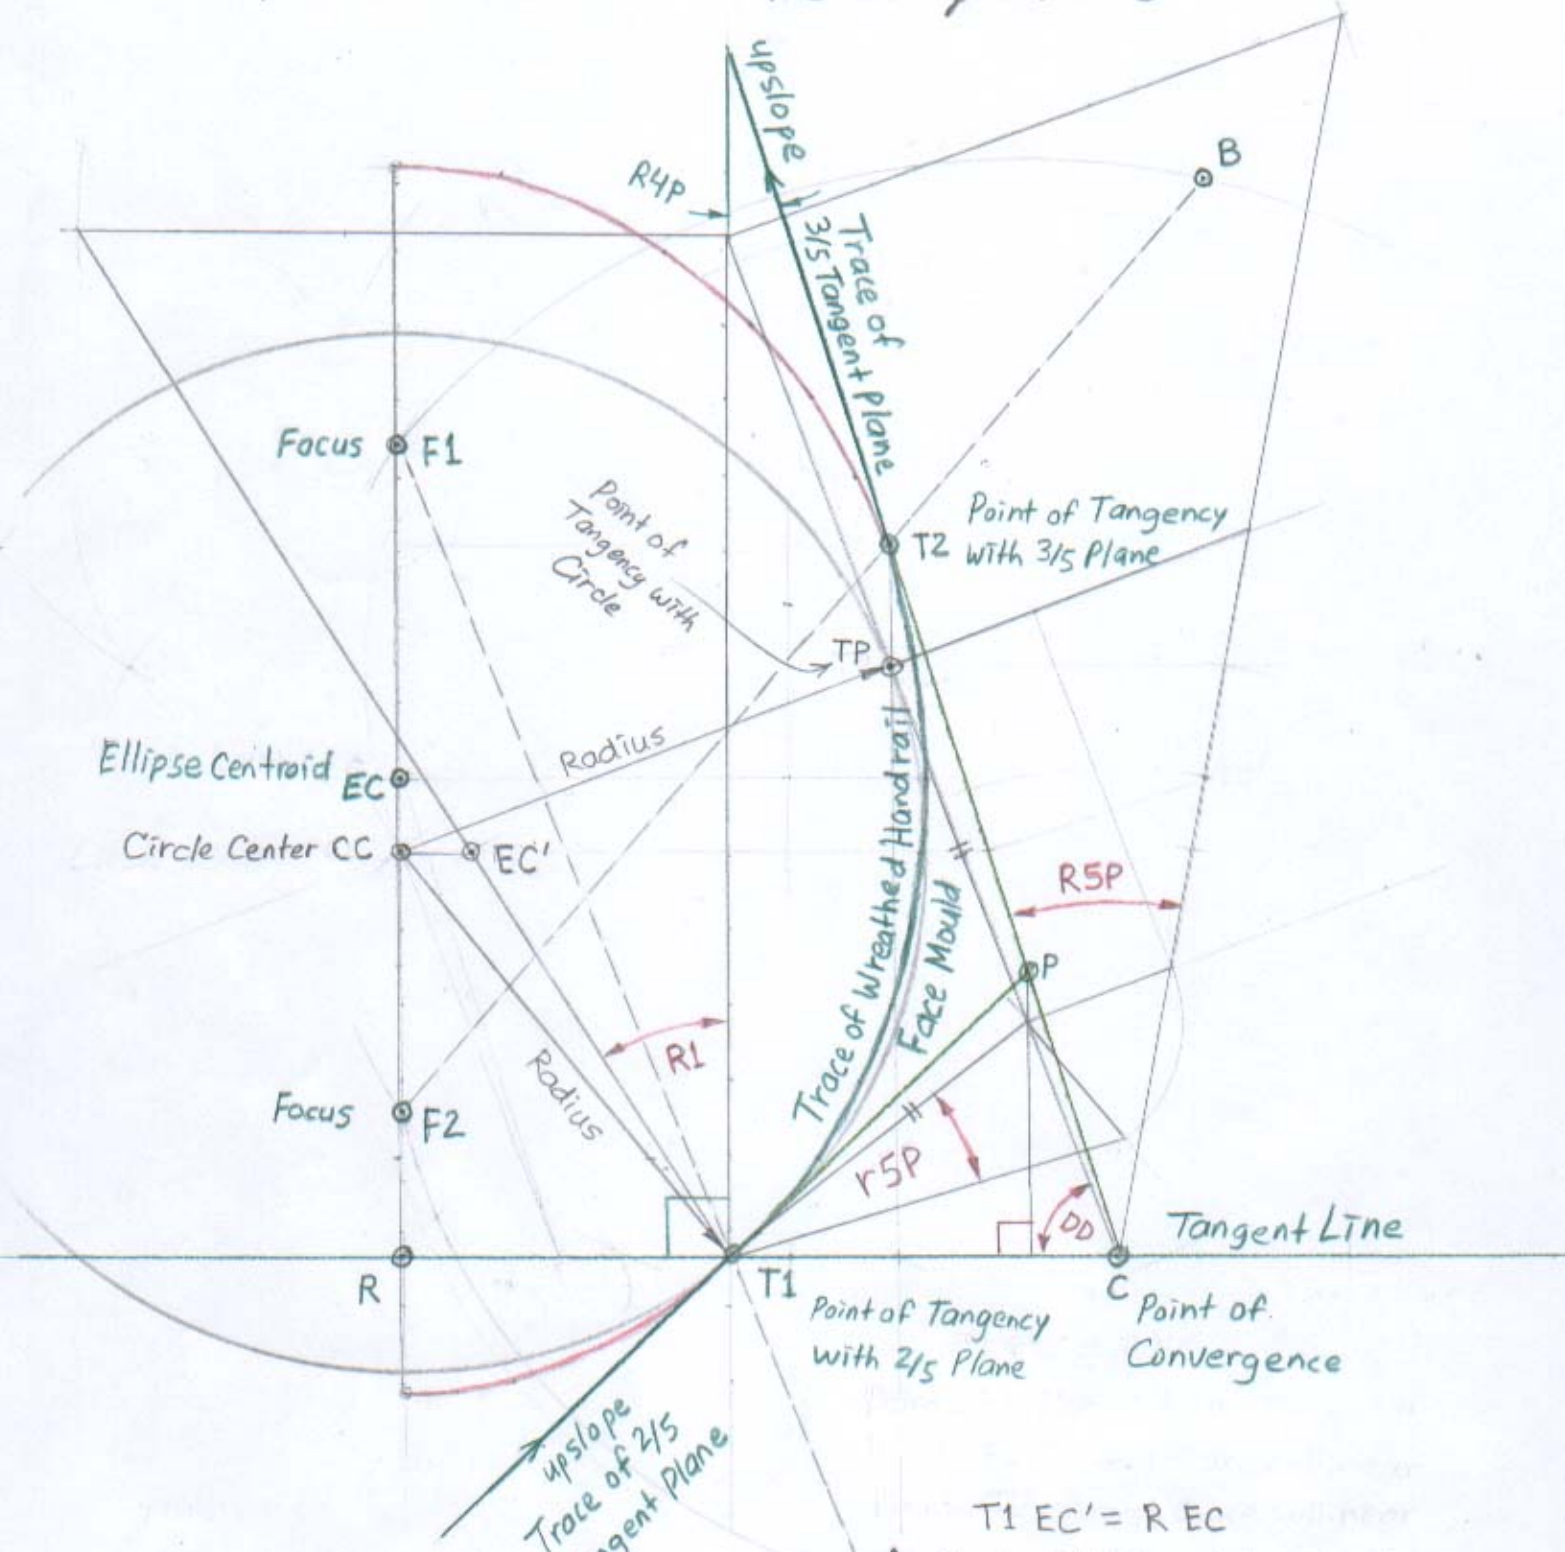 upslope
B
R4P
Trace of
3/5 Tangent plane
Focus
F1
Point of
Tangency with
Circle
T2
Point of Tangency
with 3/5 Plane
TP
Radius
Ellipse Centroid
EC
Circle Center CC
EC'
R5P
P
Trace of Wreathed Handrail
Face Mould
R1
Radius
Focus
F2
r5P
DD
Tangent Line
R
T1
C
Point of Tangency
with 2/5 Plane
Point of
Convergence
upslope
Trace of 2/5
Plane
T1 EC' = R EC